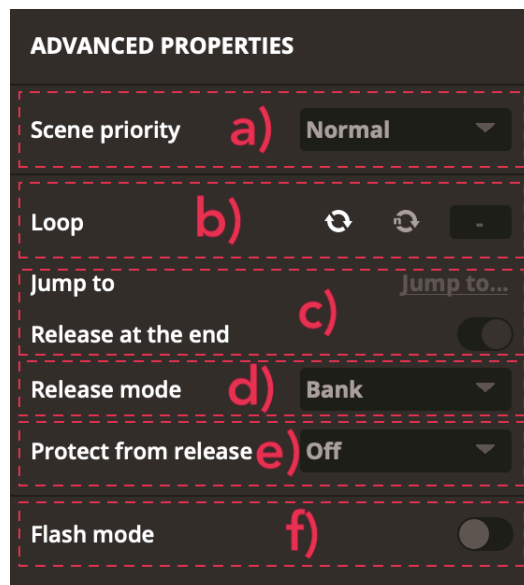 ADVANCED PROPERTIES
Scene priority a) Normal
Loop b) n -
Jump to Jump to...
c)
Release at the end
Release mode d) Bank
Protect from release e) Off
Flash mode f)